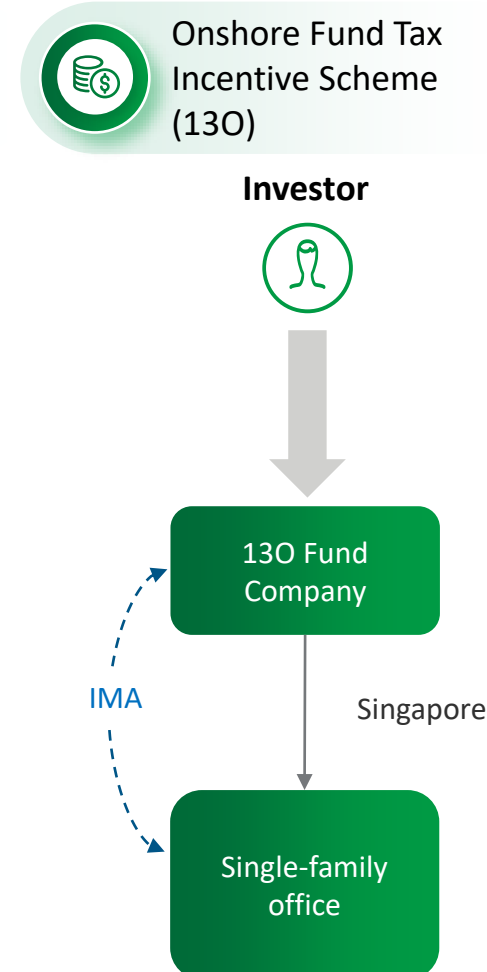 Onshore Fund Tax
Incentive Scheme
(13O)
Investor
13O Fund
Company
IMA
Singapore
Single-family
office